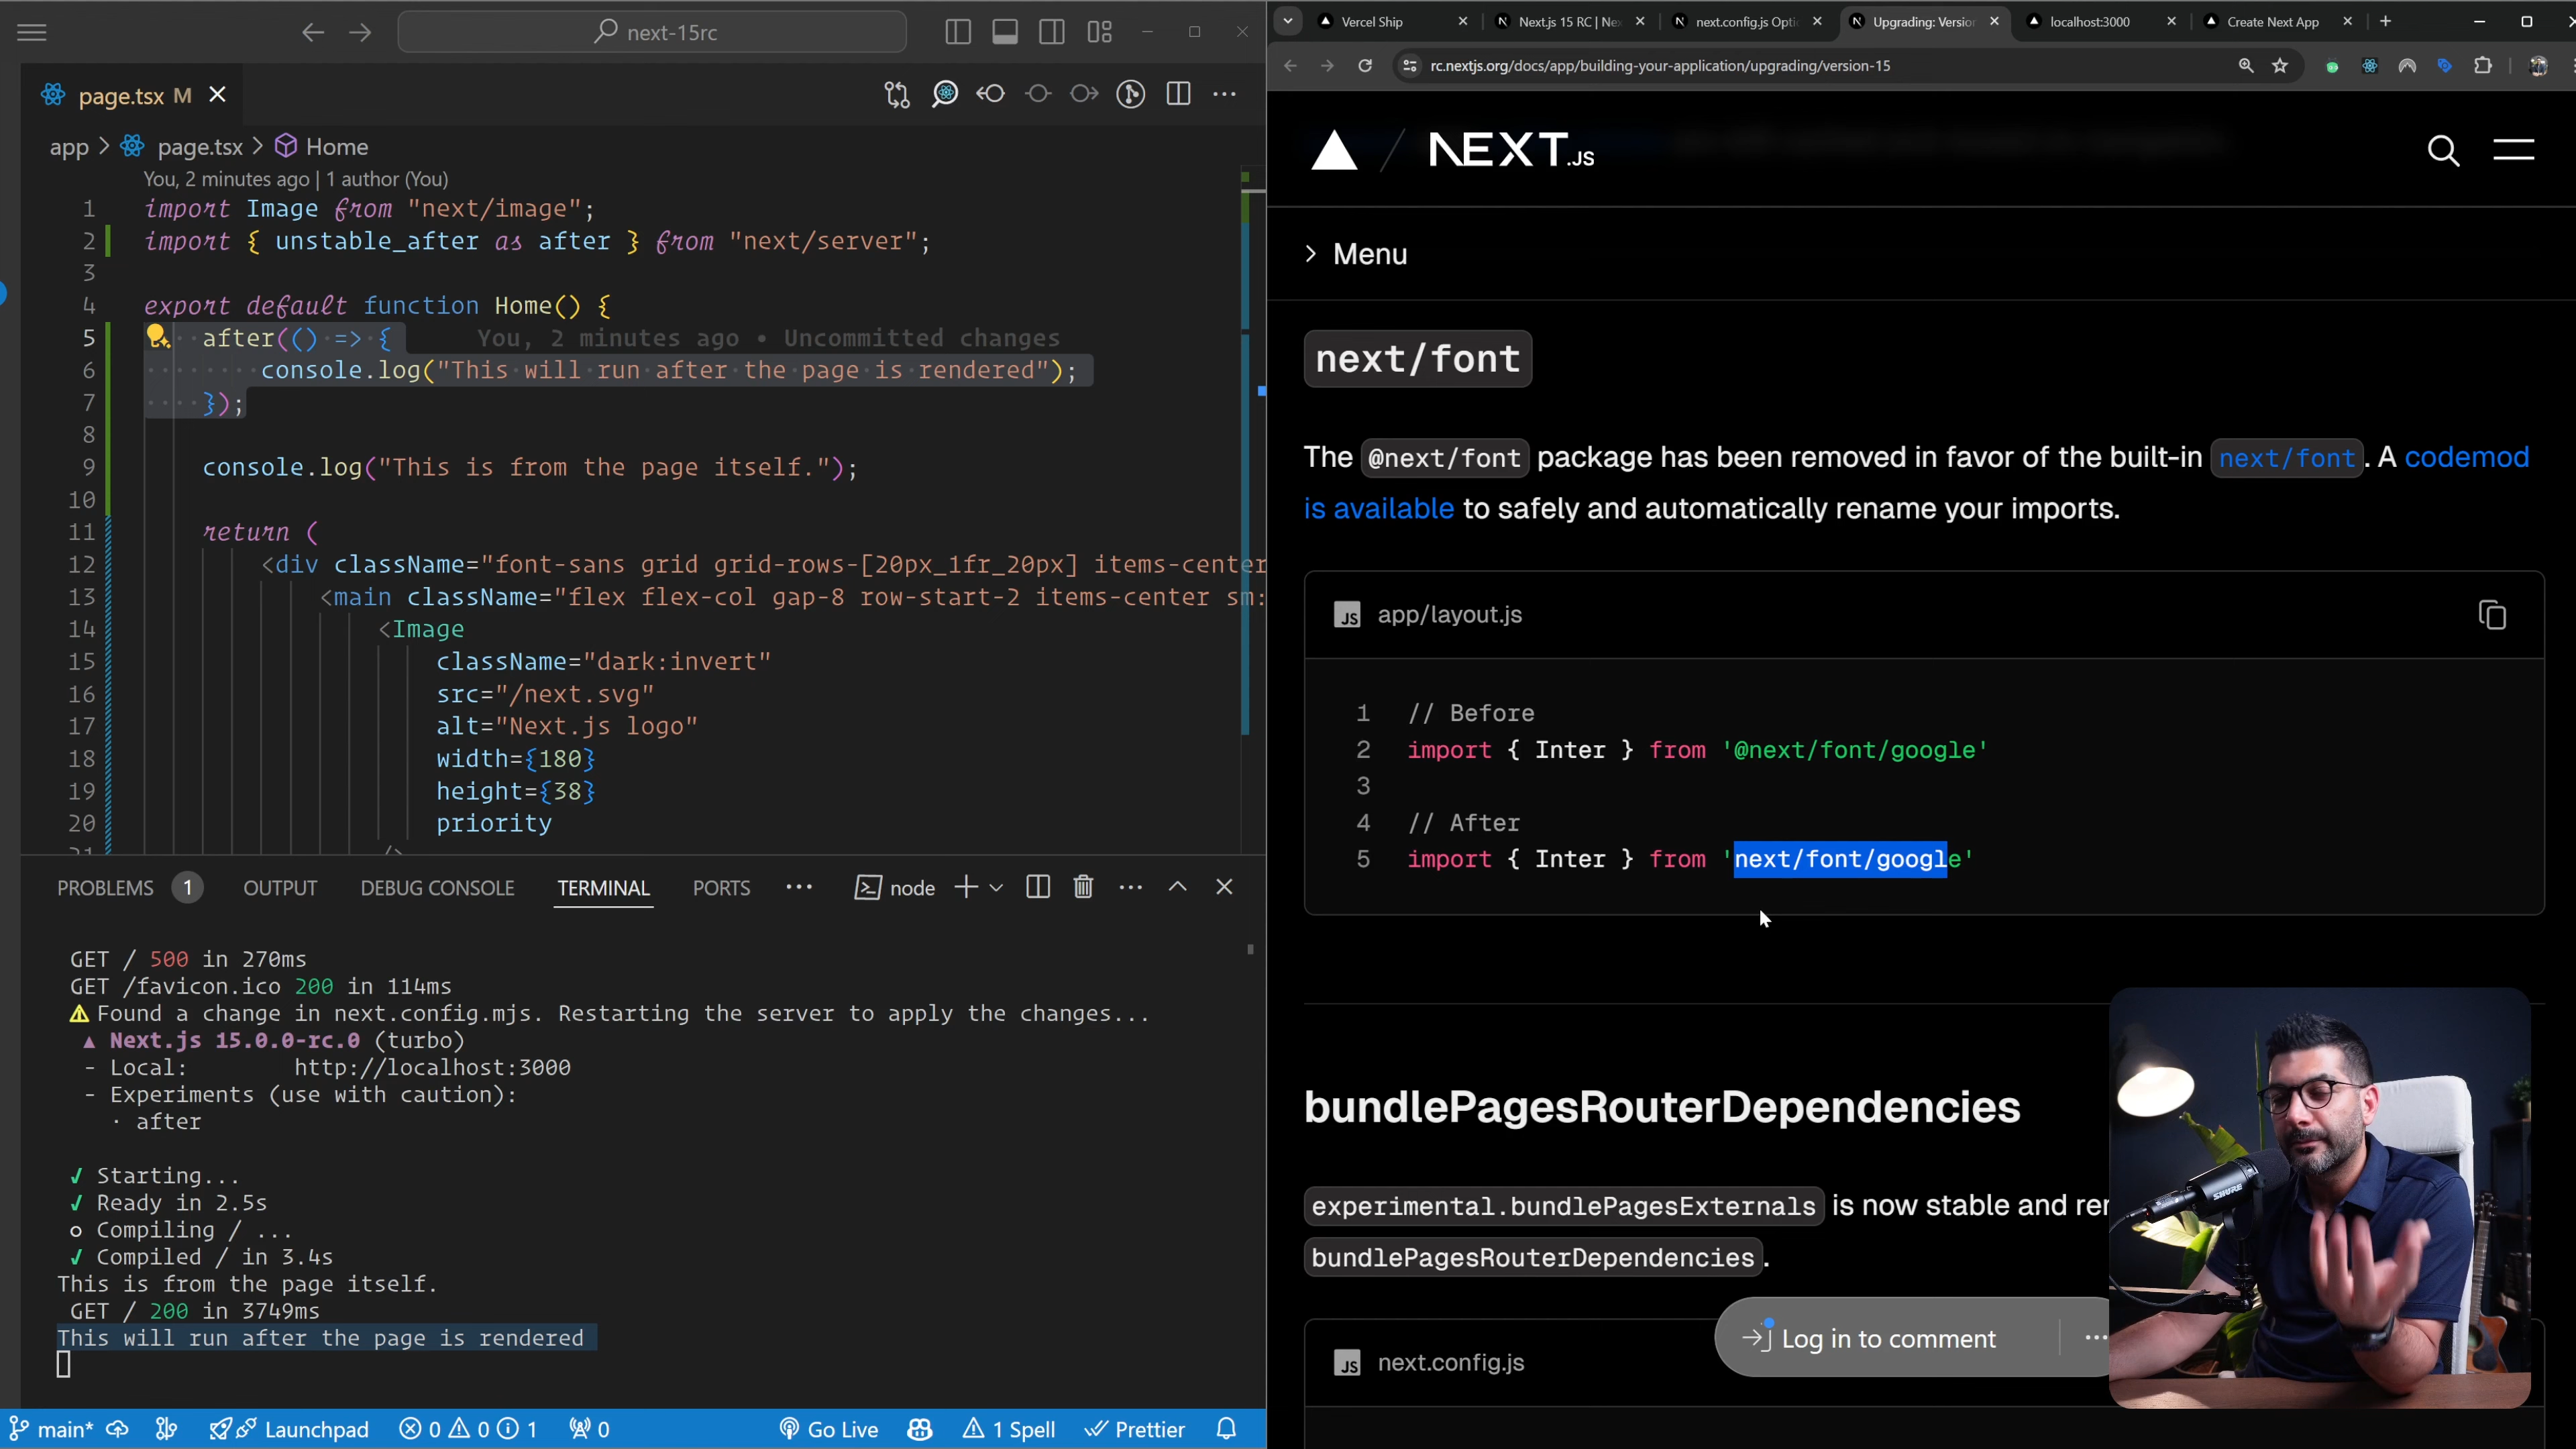 next-15rc
page.tsx M
app > page.tsx > Home
You, 2 minutes ago | 1 author (You)
1 import Image from "next/image";
2 import { unstable_after as after } from "next/server";
3
4 export default function Home() {
5 after(() => { You, 2 minutes ago • Uncommitted changes
6 console.log("This will run after the page is rendered");
7 });
8
9 console.log("This is from the page itself.");
10
11 return (
12 <div className="font-sans grid grid-rows-[20px_1fr_20px] items-center
13 <main className="flex flex-col gap-8 row-start-2 items-center sm:
14 <Image
15 className="dark:invert"
16 src="/next.svg"
17 alt="Next.js logo"
18 width={180}
19 height={38}
20 priority
21 />
PROBLEMS 1 OUTPUT DEBUG CONSOLE TERMINAL PORTS ··· node
GET / 500 in 270ms
GET /favicon.ico 200 in 114ms
⚠ Found a change in next.config.mjs. Restarting the server to apply the changes...
▲ Next.js 15.0.0-rc.0 (turbo)
- Local: http://localhost:3000
- Experiments (use with caution):
· after
✓ Starting...
✓ Ready in 2.5s
○ Compiling / ...
✓ Compiled / in 3.4s
This is from the page itself.
GET / 200 in 3749ms
This will run after the page is rendered
main* Launchpad 0 0 1 0 Go Live 1 Spell Prettier
Vercel Ship Next.js 15 RC | Ne next.config.js Opti Upgrading: Versio localhost:3000 Create Next App
rc.nextjs.org/docs/app/building-your-application/upgrading/version-15
NEXT.JS
> Menu
next/font
The @next/font package has been removed in favor of the built-in next/font. A codemod
is available to safely and automatically rename your imports.
JS app/layout.js
1 // Before
2 import { Inter } from '@next/font/google'
3
4 // After
5 import { Inter } from 'next/font/google'
bundlePagesRouterDependencies
experimental.bundlePagesExternals is now stable and rer
bundlePagesRouterDependencies.
Log in to comment ···
JS next.config.js
SHURE